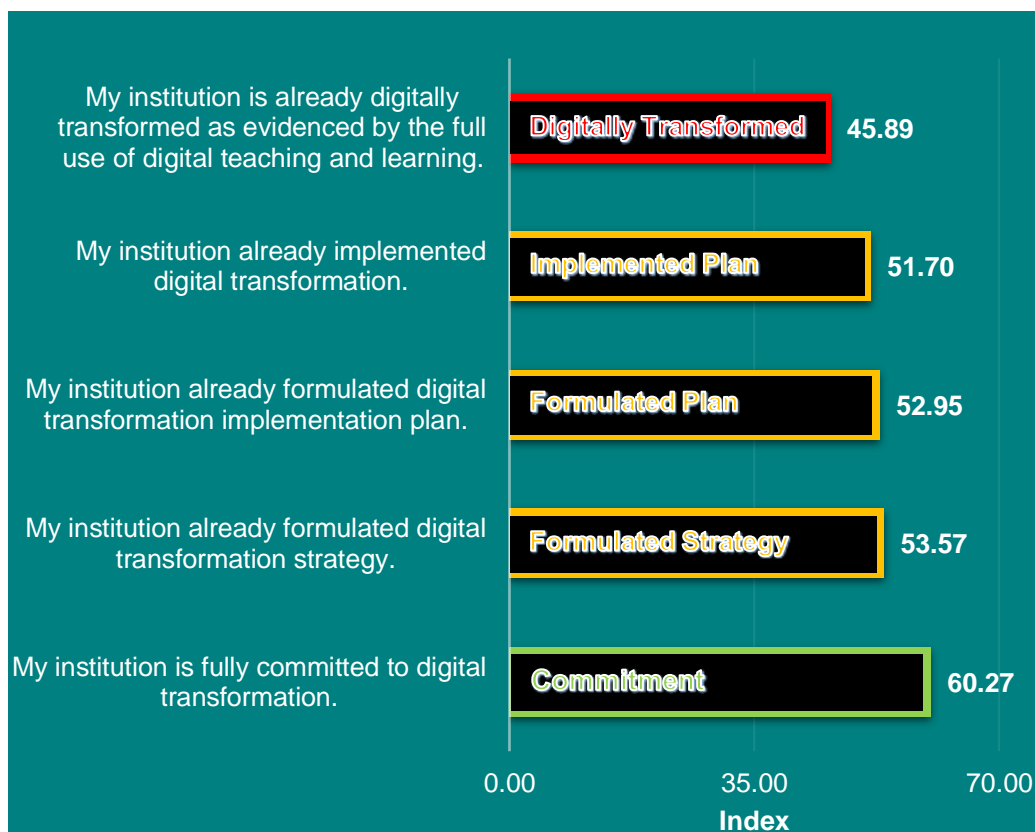 My institution is already digitally
transformed as evidenced by the full
use of digital teaching and learning.
Digitally Transformed
45.89
My institution already implemented
digital transformation.
Implemented Plan
51.70
My institution already formulated digital
transformation implementation plan.
Formulated Plan
52.95
My institution already formulated digital
transformation strategy.
Formulated Strategy
53.57
My institution is fully committed to digital
transformation.
Commitment
60.27
0.00
35.00
70.00
Index